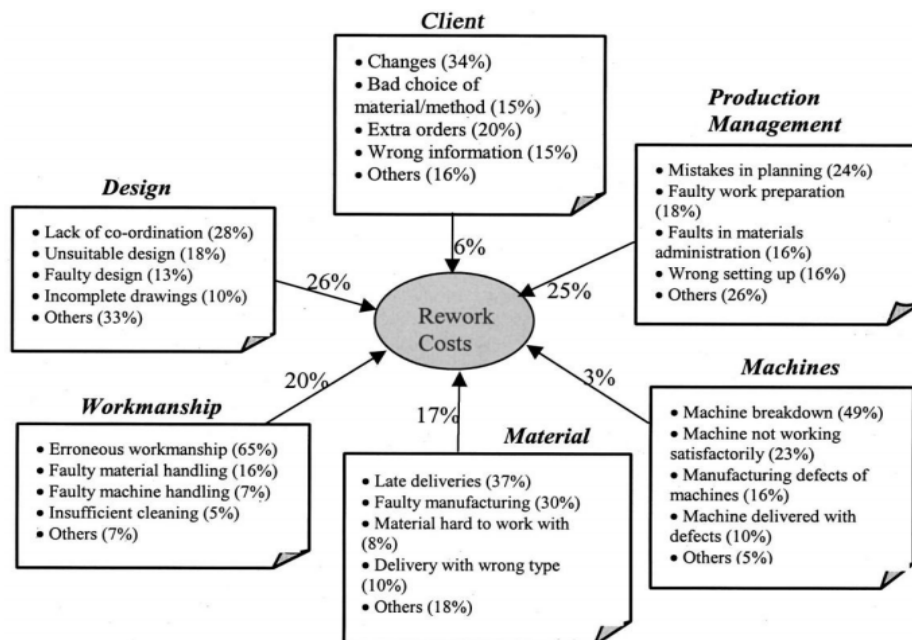 Client
• Changes (34%)
• Bad choice of
material/method (15%)
• Extra orders (20%)
• Wrong information (15%)
• Others (16%)
Production
Management
• Mistakes in planning (24%)
• Faulty work preparation
(18%)
• Faults in materials
administration (16%)
• Wrong setting up (16%)
• Others (26%)
Design
• Lack of co-ordination (28%)
• Unsuitable design (18%)
• Faulty design (13%)
• Incomplete drawings (10%)
• Others (33%)
6%
26%
25%
Rework
Costs
20%
17%
3%
Workmanship
• Erroneous workmanship (65%)
• Faulty material handling (16%)
• Faulty machine handling (7%)
• Insufficient cleaning (5%)
• Others (7%)
Material
• Late deliveries (37%)
• Faulty manufacturing (30%)
• Material hard to work with
(8%)
• Delivery with wrong type
(10%)
• Others (18%)
Machines
• Machine breakdown (49%)
• Machine not working
satisfactorily (23%)
• Manufacturing defects of
machines (16%)
• Machine delivered with
defects (10%)
• Others (5%)